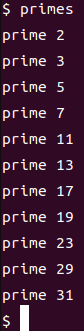 $ primes
prime 2
prime 3
prime 5
prime 7
prime 11
prime 13
prime 17
prime 19
prime 23
prime 29
prime 31
$